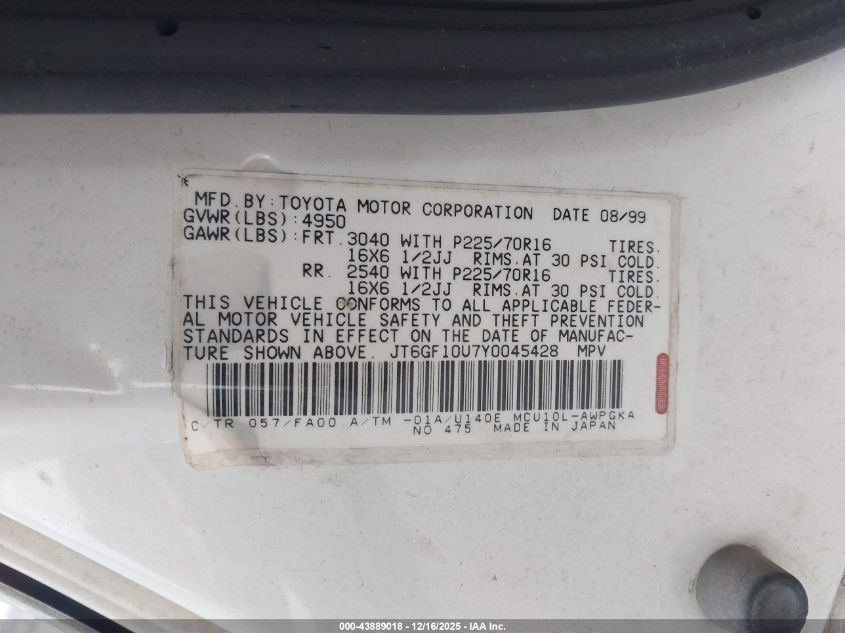 MFD. BY: TOYOTA MOTOR CORPORATION DATE 08/99
GVWR(LBS): 4950
GAWR(LBS): FRT. 3040 WITH P225/70R16 TIRES.
16X6 1/2JJ RIMS. AT 30 PSI COLD.
RR. 2540 WITH P225/70R16 TIRES.
16X6 1/2JJ RIMS. AT 30 PSI COLD.
THIS VEHICLE CONFORMS TO ALL APPLICABLE FEDER-
AL MOTOR VEHICLE SAFETY AND THEFT PREVENTION
STANDARDS IN EFFECT ON THE DATE OF MANUFAC-
TURE SHOWN ABOVE. JT6GF10U7Y0045428 MPV
C/TR 057/FA00 A/TM -01A/U140E MCU10L-AWPGKA
NO 475 MADE IN JAPAN
000-43889018 - 12/16/2025 - IAA Inc.